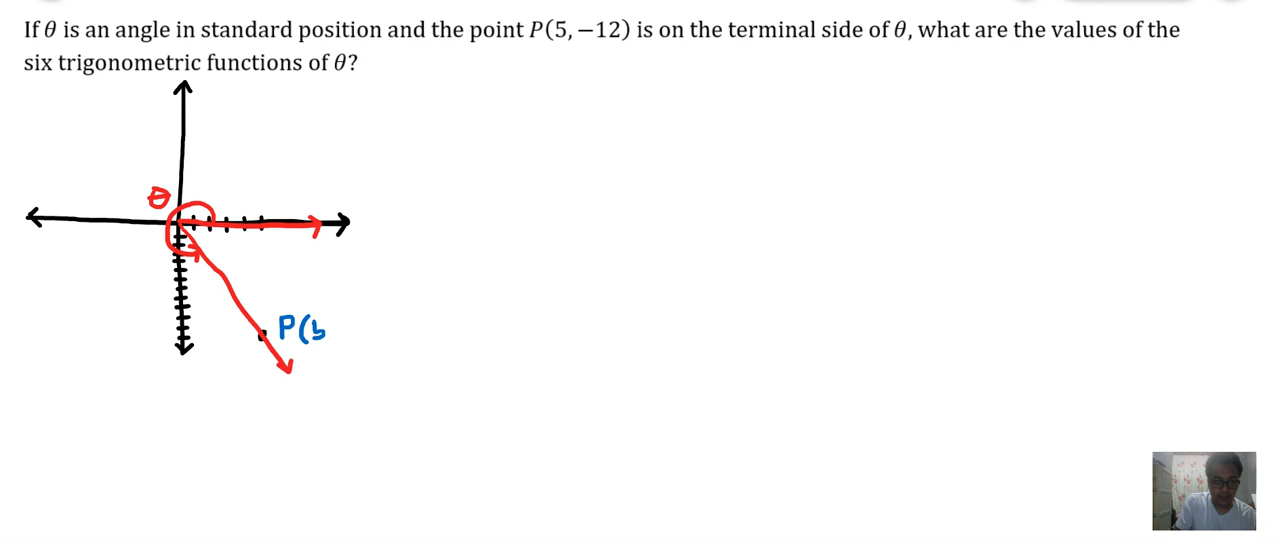 If θ is an angle in standard position and the point P(5, −12) is on the terminal side of θ, what are the values of the
six trigonometric functions of θ?
θ
P(5